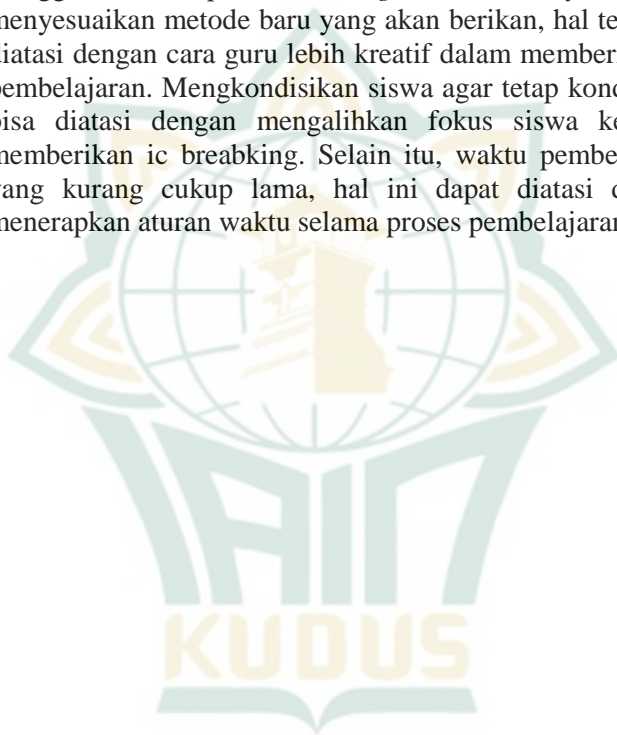 menyesuaikan metode baru yang akan berikan, hal te
diatasi dengan cara guru lebih kreatif dalam member
pembelajaran. Mengkondisikan siswa agar tetap kond
bisa diatasi dengan mengalihkan fokus siswa ke
memberikan ic breabking. Selain itu, waktu pembe
yang kurang cukup lama, hal ini dapat diatasi d
menerapkan aturan waktu selama proses pembelajaran
IAIN
KUDUS